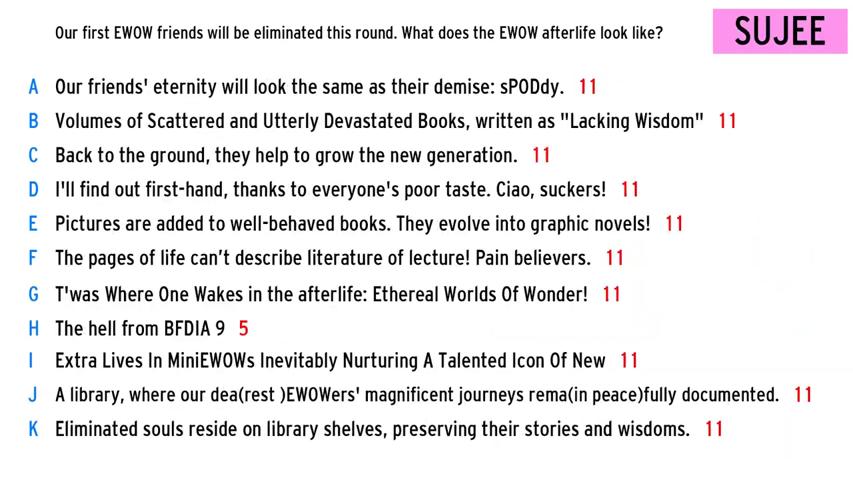 Our first EWOW friends will be eliminated this round. What does the EWOW afterlife look like?
SUJEE
A Our friends' eternity will look the same as their demise: sPODdy. 11
B Volumes of Scattered and Utterly Devastated Books, written as "Lacking Wisdom" 11
C Back to the ground, they help to grow the new generation. 11
D I'll find out first-hand, thanks to everyone's poor taste. Ciao, suckers! 11
E Pictures are added to well-behaved books. They evolve into graphic novels! 11
F The pages of life can’t describe literature of lecture! Pain believers. 11
G T'was Where One Wakes in the afterlife: Ethereal Worlds Of Wonder! 11
H The hell from BFDIA 9 5
I Extra Lives In MiniEWOWs Inevitably Nurturing A Talented Icon Of New 11
J A library, where our dea(rest )EWOWers' magnificent journeys rema(in peace)fully documented. 11
K Eliminated souls reside on library shelves, preserving their stories and wisdoms. 11